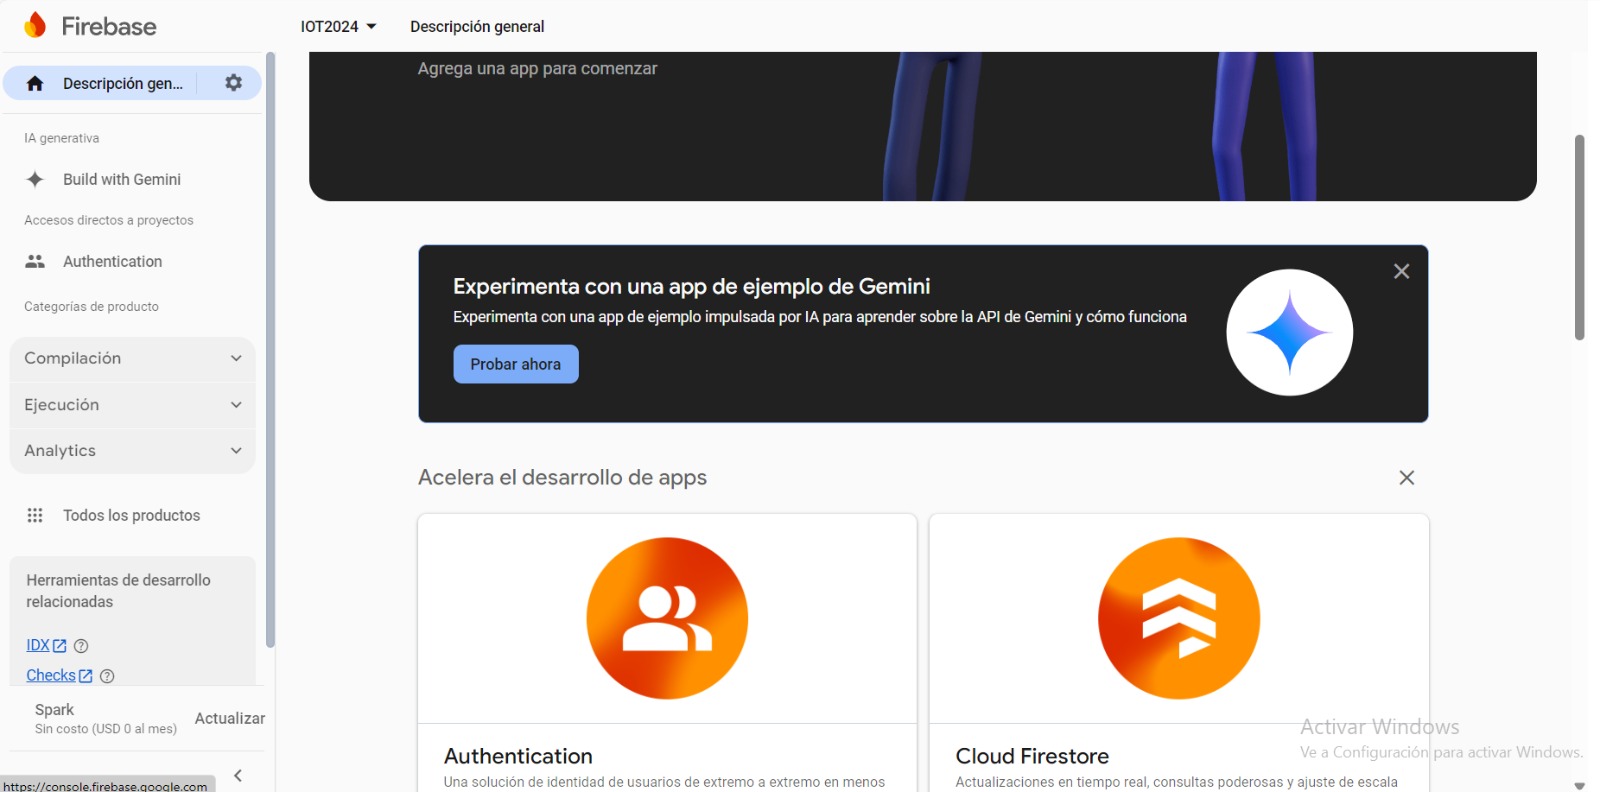 Firebase
IOT2024
Descripción general
Descripción gen...
Agrega una app para comenzar
IA generativa
Build with Gemini
Accesos directos a proyectos
Authentication
Categorías de producto
Compilación
Ejecución
Analytics
Todos los productos
Herramientas de desarrollo
relacionadas
IDX
Checks
Spark
Sin costo (USD 0 al mes)
Actualizar
https://console.firebase.google.com
Experimenta con una app de ejemplo de Gemini
Experimenta con una app de ejemplo impulsada por IA para aprender sobre la API de Gemini y cómo funciona
Probar ahora
Acelera el desarrollo de apps
Authentication
Una solución de identidad de usuarios de extremo a extremo en menos
Cloud Firestore
Actualizaciones en tiempo real, consultas poderosas y ajuste de escala
Activar Windows
Ve a Configuración para activar Windows.